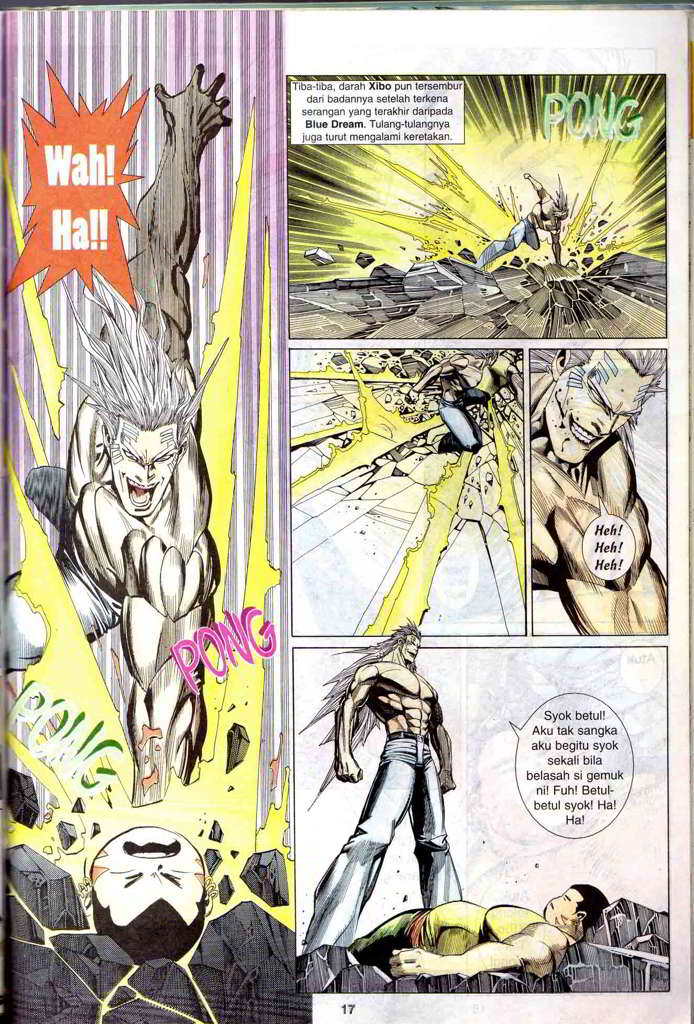 Wah!
Ha!!
PONG
PONG
Tiba-tiba, darah Xibo pun tersembur
dari badannya setelah terkena
serangan yang terakhir daripada
Blue Dream. Tulang-tulangnya
juga turut mengalami keretakan.
PONG
Heh!
Heh!
Heh!
Syok betul!
Aku tak sangka
aku begitu syok
sekali bila
belasah si gemuk
ni! Fuh! Betul-
betul syok! Ha!
Ha!
17